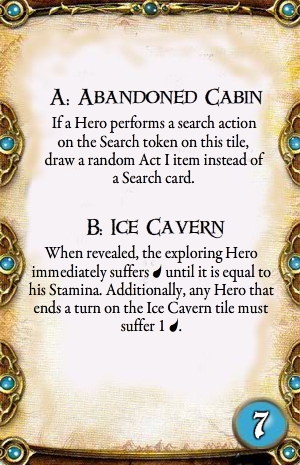 A: Abandoned Cabin
If a Hero performs a search action
on the Search token on this tile,
draw a random Act I item instead of
a Search card.
B: Ice Cavern
When revealed, the exploring Hero
immediately suffers until it is equal to
his Stamina. Additionally, any Hero that
ends a turn on the Ice Cavern tile must
suffer 1 .
7